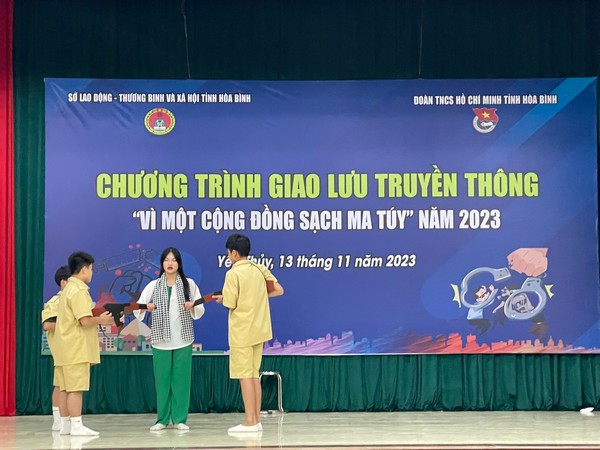 SỞ LAO ĐỘNG - THƯƠNG BINH VÀ XÃ HỘI TỈNH HÒA BÌNH
ĐOÀN TNCS HỒ CHÍ MINH TỈNH HÒA BÌNH
CHƯƠNG TRÌNH GIAO LƯU TRUYỀN THÔNG
“VÌ MỘT CỘNG ĐỒNG SẠCH MA TÚY” NĂM 2023
13 tháng 11 năm 2023